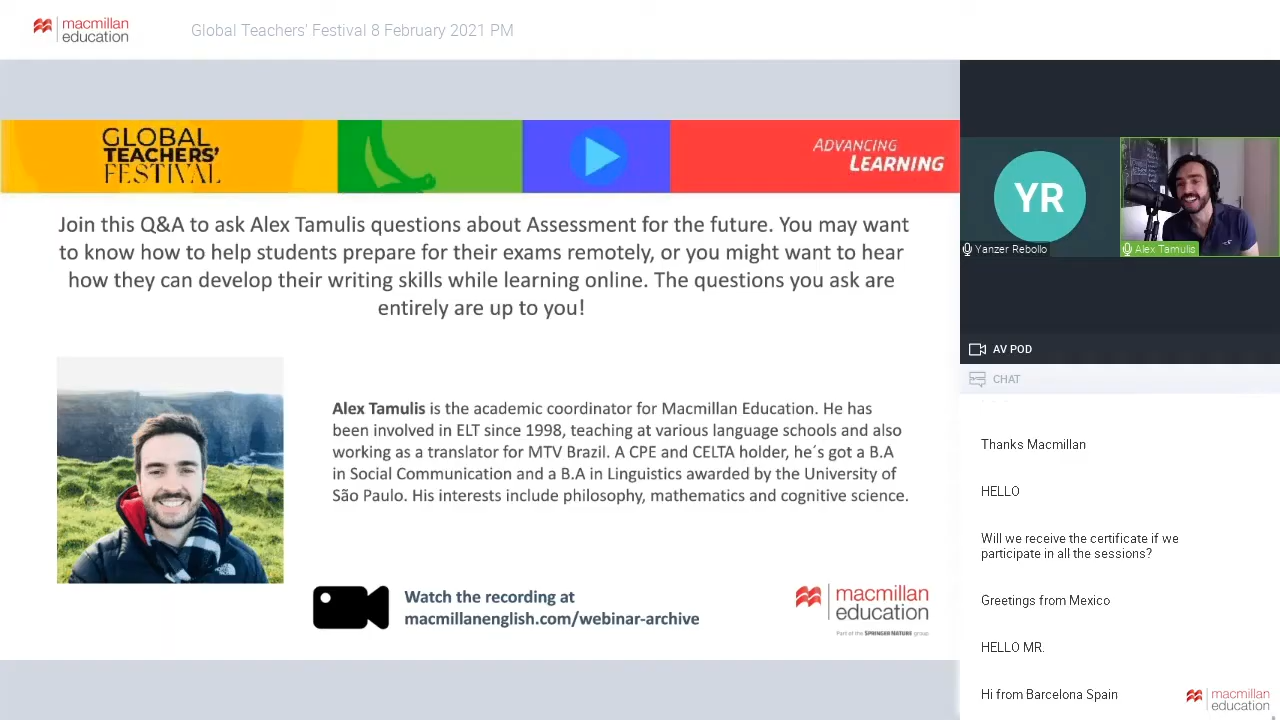 macmillan
education
Global Teachers' Festival 8 February 2021 PM
GLOBAL
TEACHERS'
FESTIVAL
ADVANCING
LEARNING
Join this Q&A to ask Alex Tamulis questions about Assessment for the future. You may want
to know how to help students prepare for their exams remotely, or you might want to hear
how they can develop their writing skills while learning online. The questions you ask are
entirely are up to you!
Alex Tamulis is the academic coordinator for Macmillan Education. He has
been involved in ELT since 1998, teaching at various language schools and also
working as a translator for MTV Brazil. A CPE and CELTA holder, he´s got a B.A
in Social Communication and a B.A in Linguistics awarded by the University of
São Paulo. His interests include philosophy, mathematics and cognitive science.
Watch the recording at
macmillanenglish.com/webinar-archive
macmillan
education
Part of the SPRINGER NATURE group
YR
Yanzer Rebollo
Alex Tamulis
AV POD
CHAT
Thanks Macmillan
HELLO
Will we receive the certificate if we
participate in all the sessions?
Greetings from Mexico
HELLO MR.
Hi from Barcelona Spain
macmillan
education